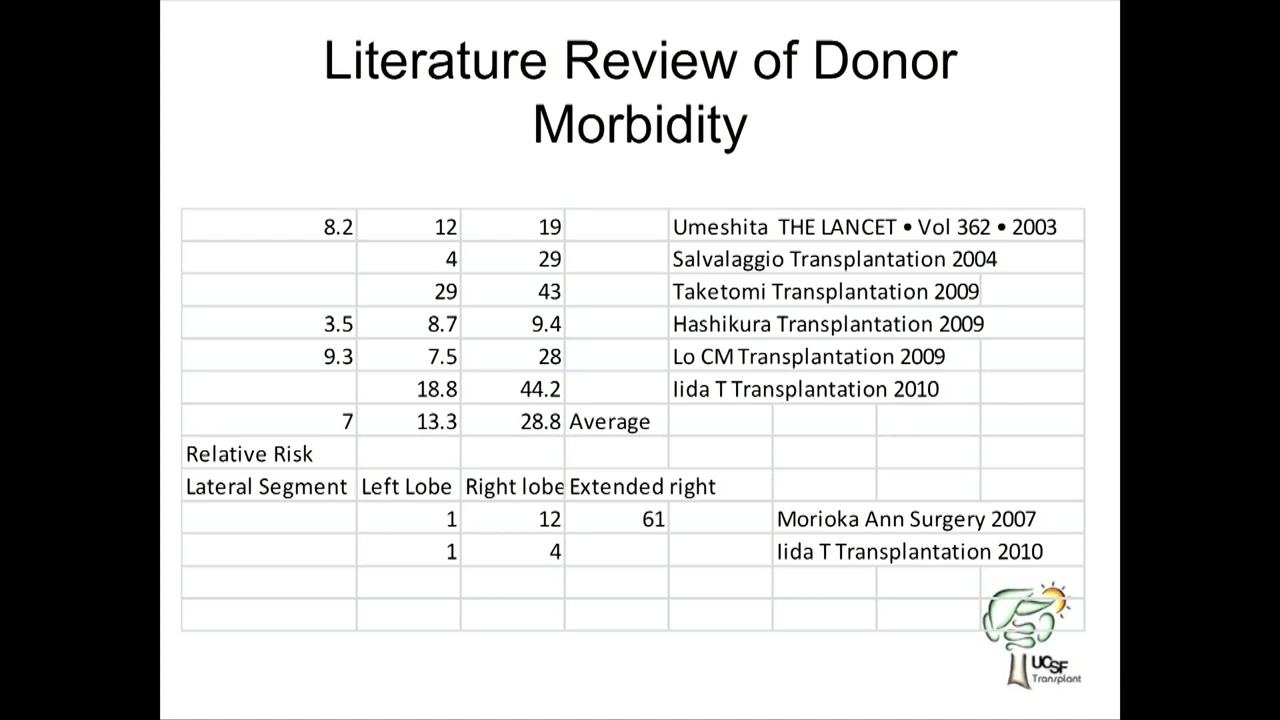 Literature Review of Donor
Morbidity
8.2 12 19 Umeshita THE LANCET • Vol 362 • 2003
4 29 Salvalaggio Transplantation 2004
29 43 Taketomi Transplantation 2009
3.5 8.7 9.4 Hashikura Transplantation 2009
9.3 7.5 28 Lo CM Transplantation 2009
18.8 44.2 Iida T Transplantation 2010
7 13.3 28.8 Average
Relative Risk
Lateral Segment Left Lobe Right lobe Extended right
1 12 61 Morioka Ann Surgery 2007
1 4 Iida T Transplantation 2010
UCSF
Transplant